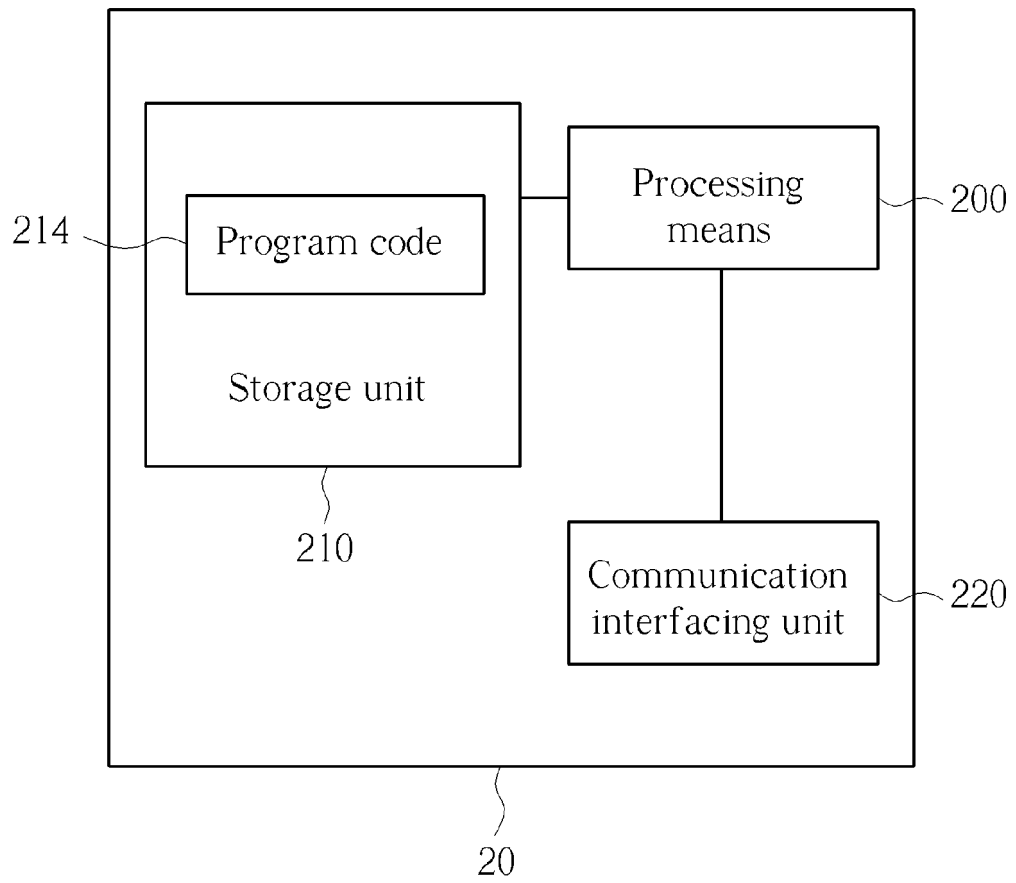 Processing
means
200
214
Program code
Storage unit
210
Communication
interfacing unit
220
20